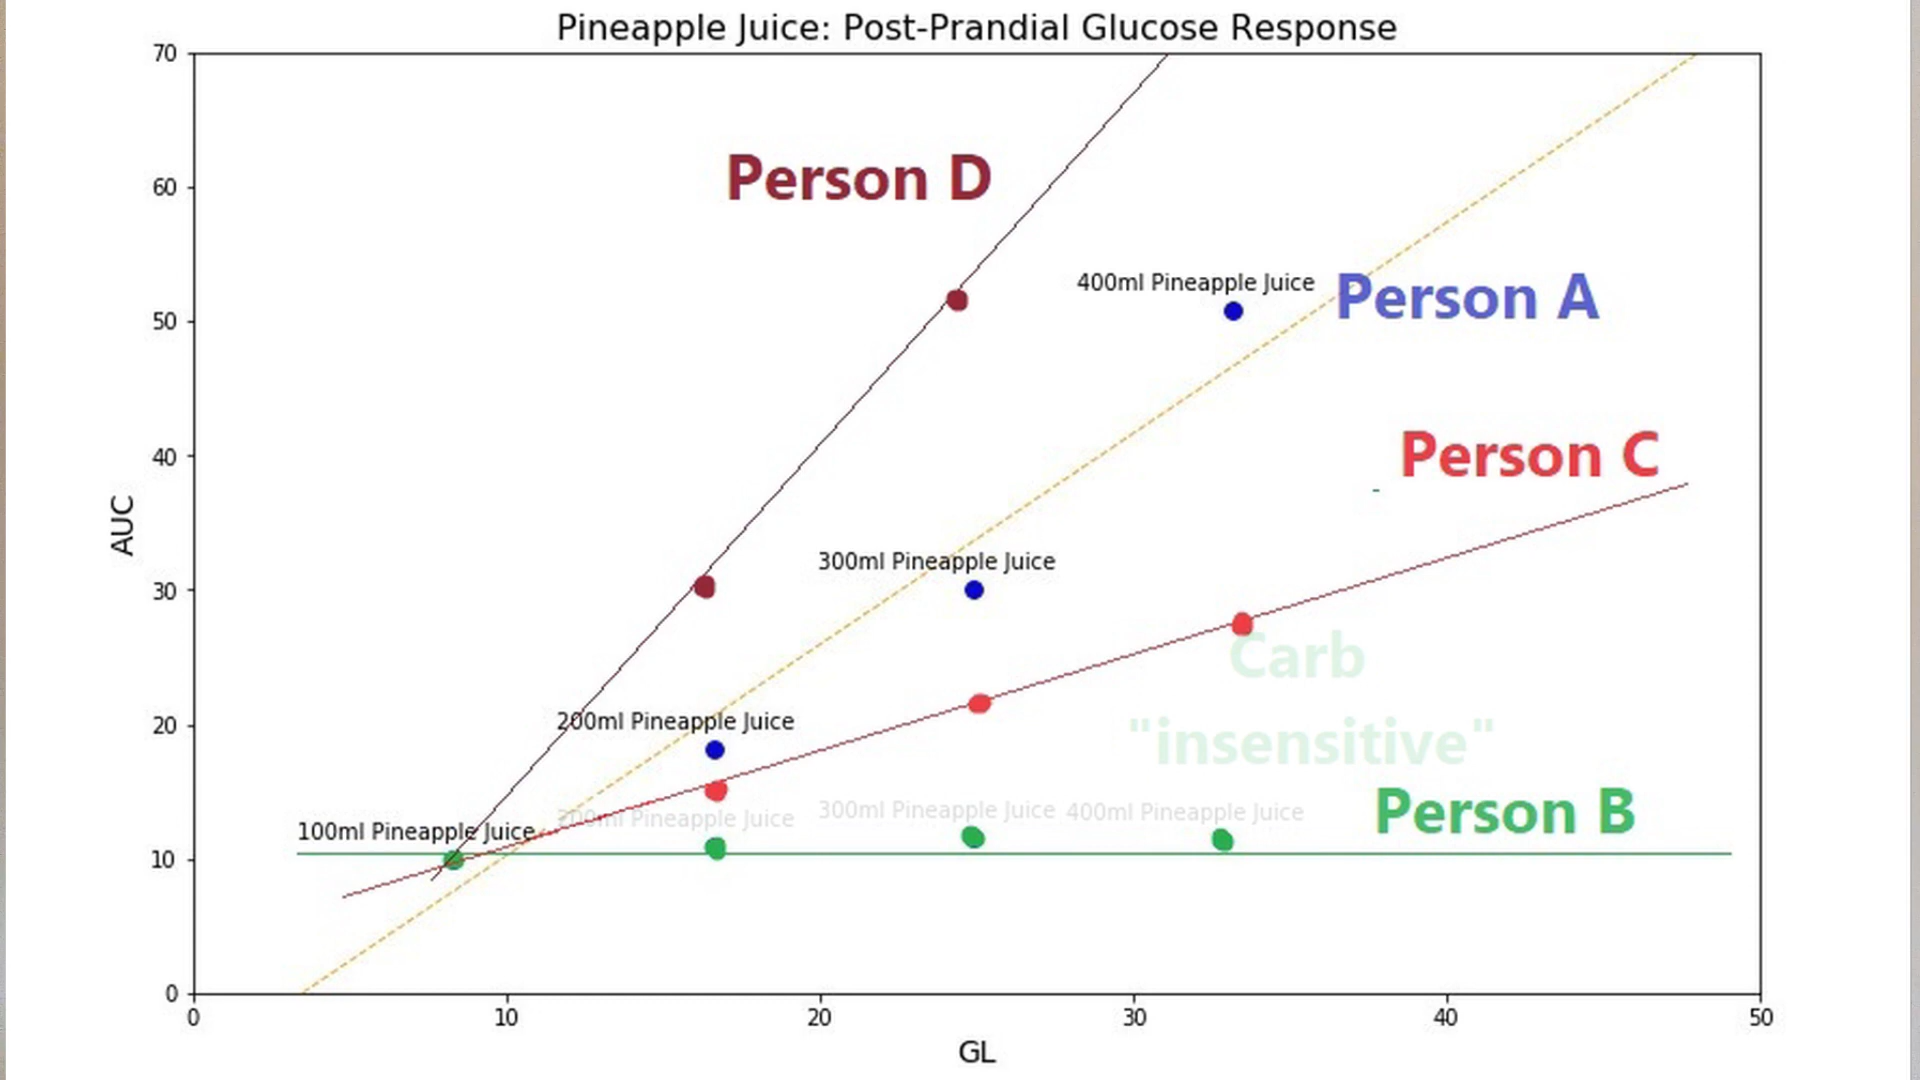 Pineapple Juice: Post-Prandial Glucose Response
70
60
50
40
30
20
10
0
AUC
Person D
400ml Pineapple Juice
Person A
Person C
300ml Pineapple Juice
Carb
"insensitive"
200ml Pineapple Juice
Person B
300ml Pineapple Juice
400ml Pineapple Juice
200ml Pineapple Juice
100ml Pineapple Juice
0
10
20
30
40
50
GL